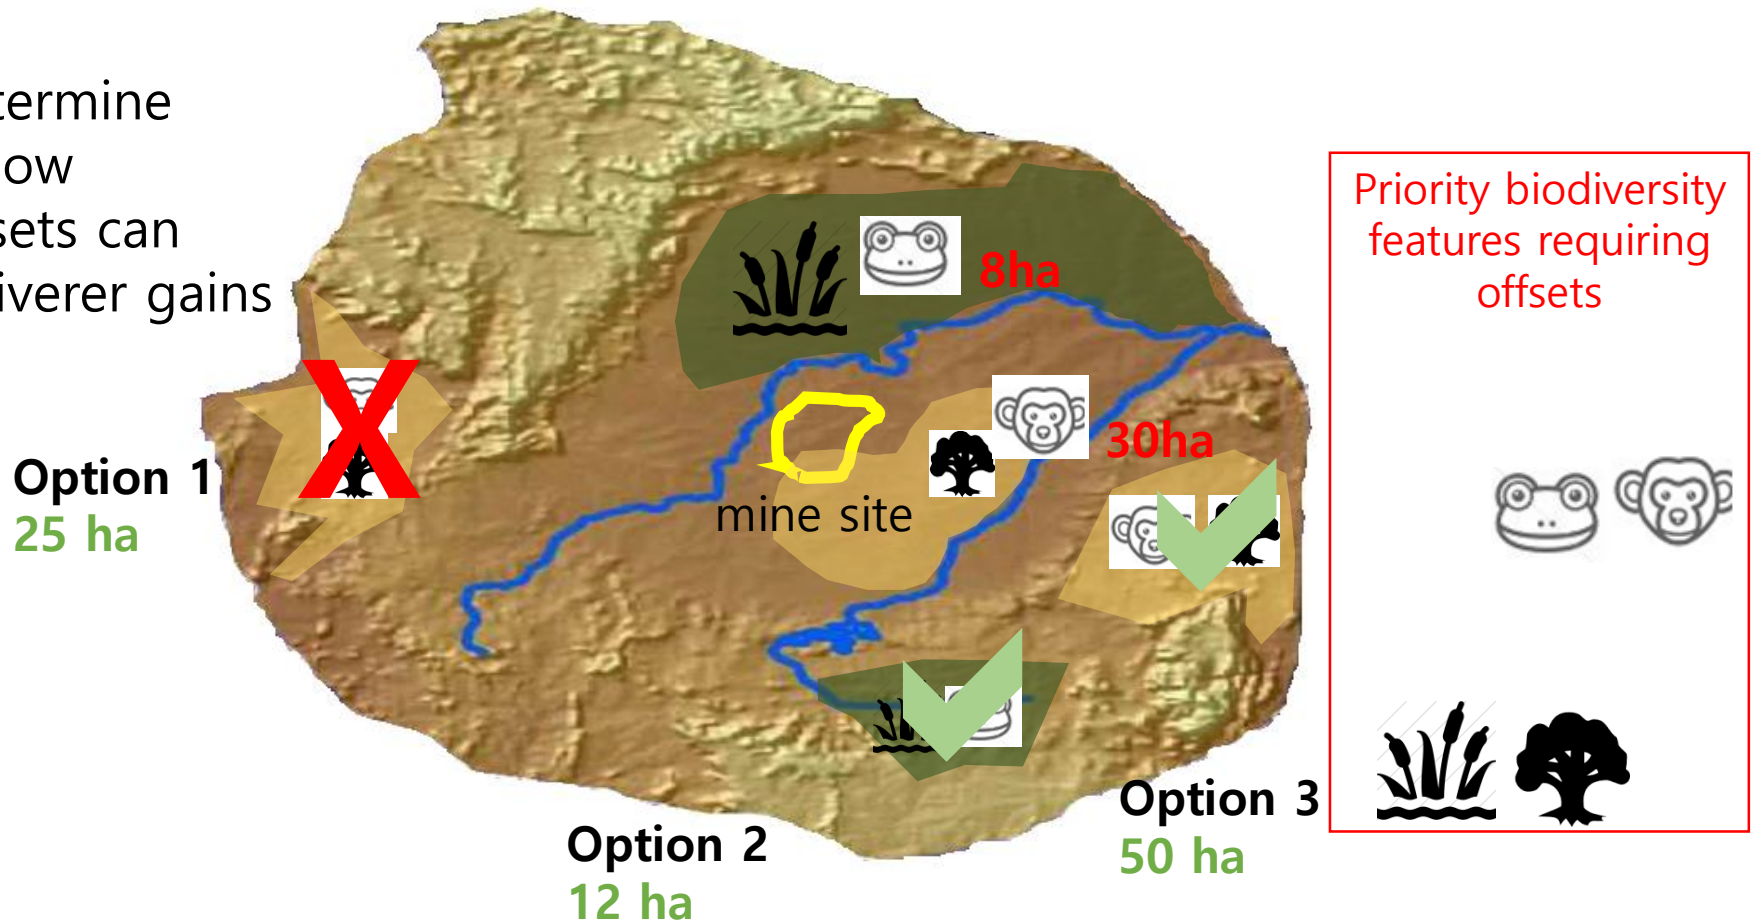 termine
ow
sets can
iverer gains
Priority biodiversity
features requiring
offsets
8ha
30ha
mine site
Option 1
25 ha
Option 2
12 ha
Option 3
50 ha
X